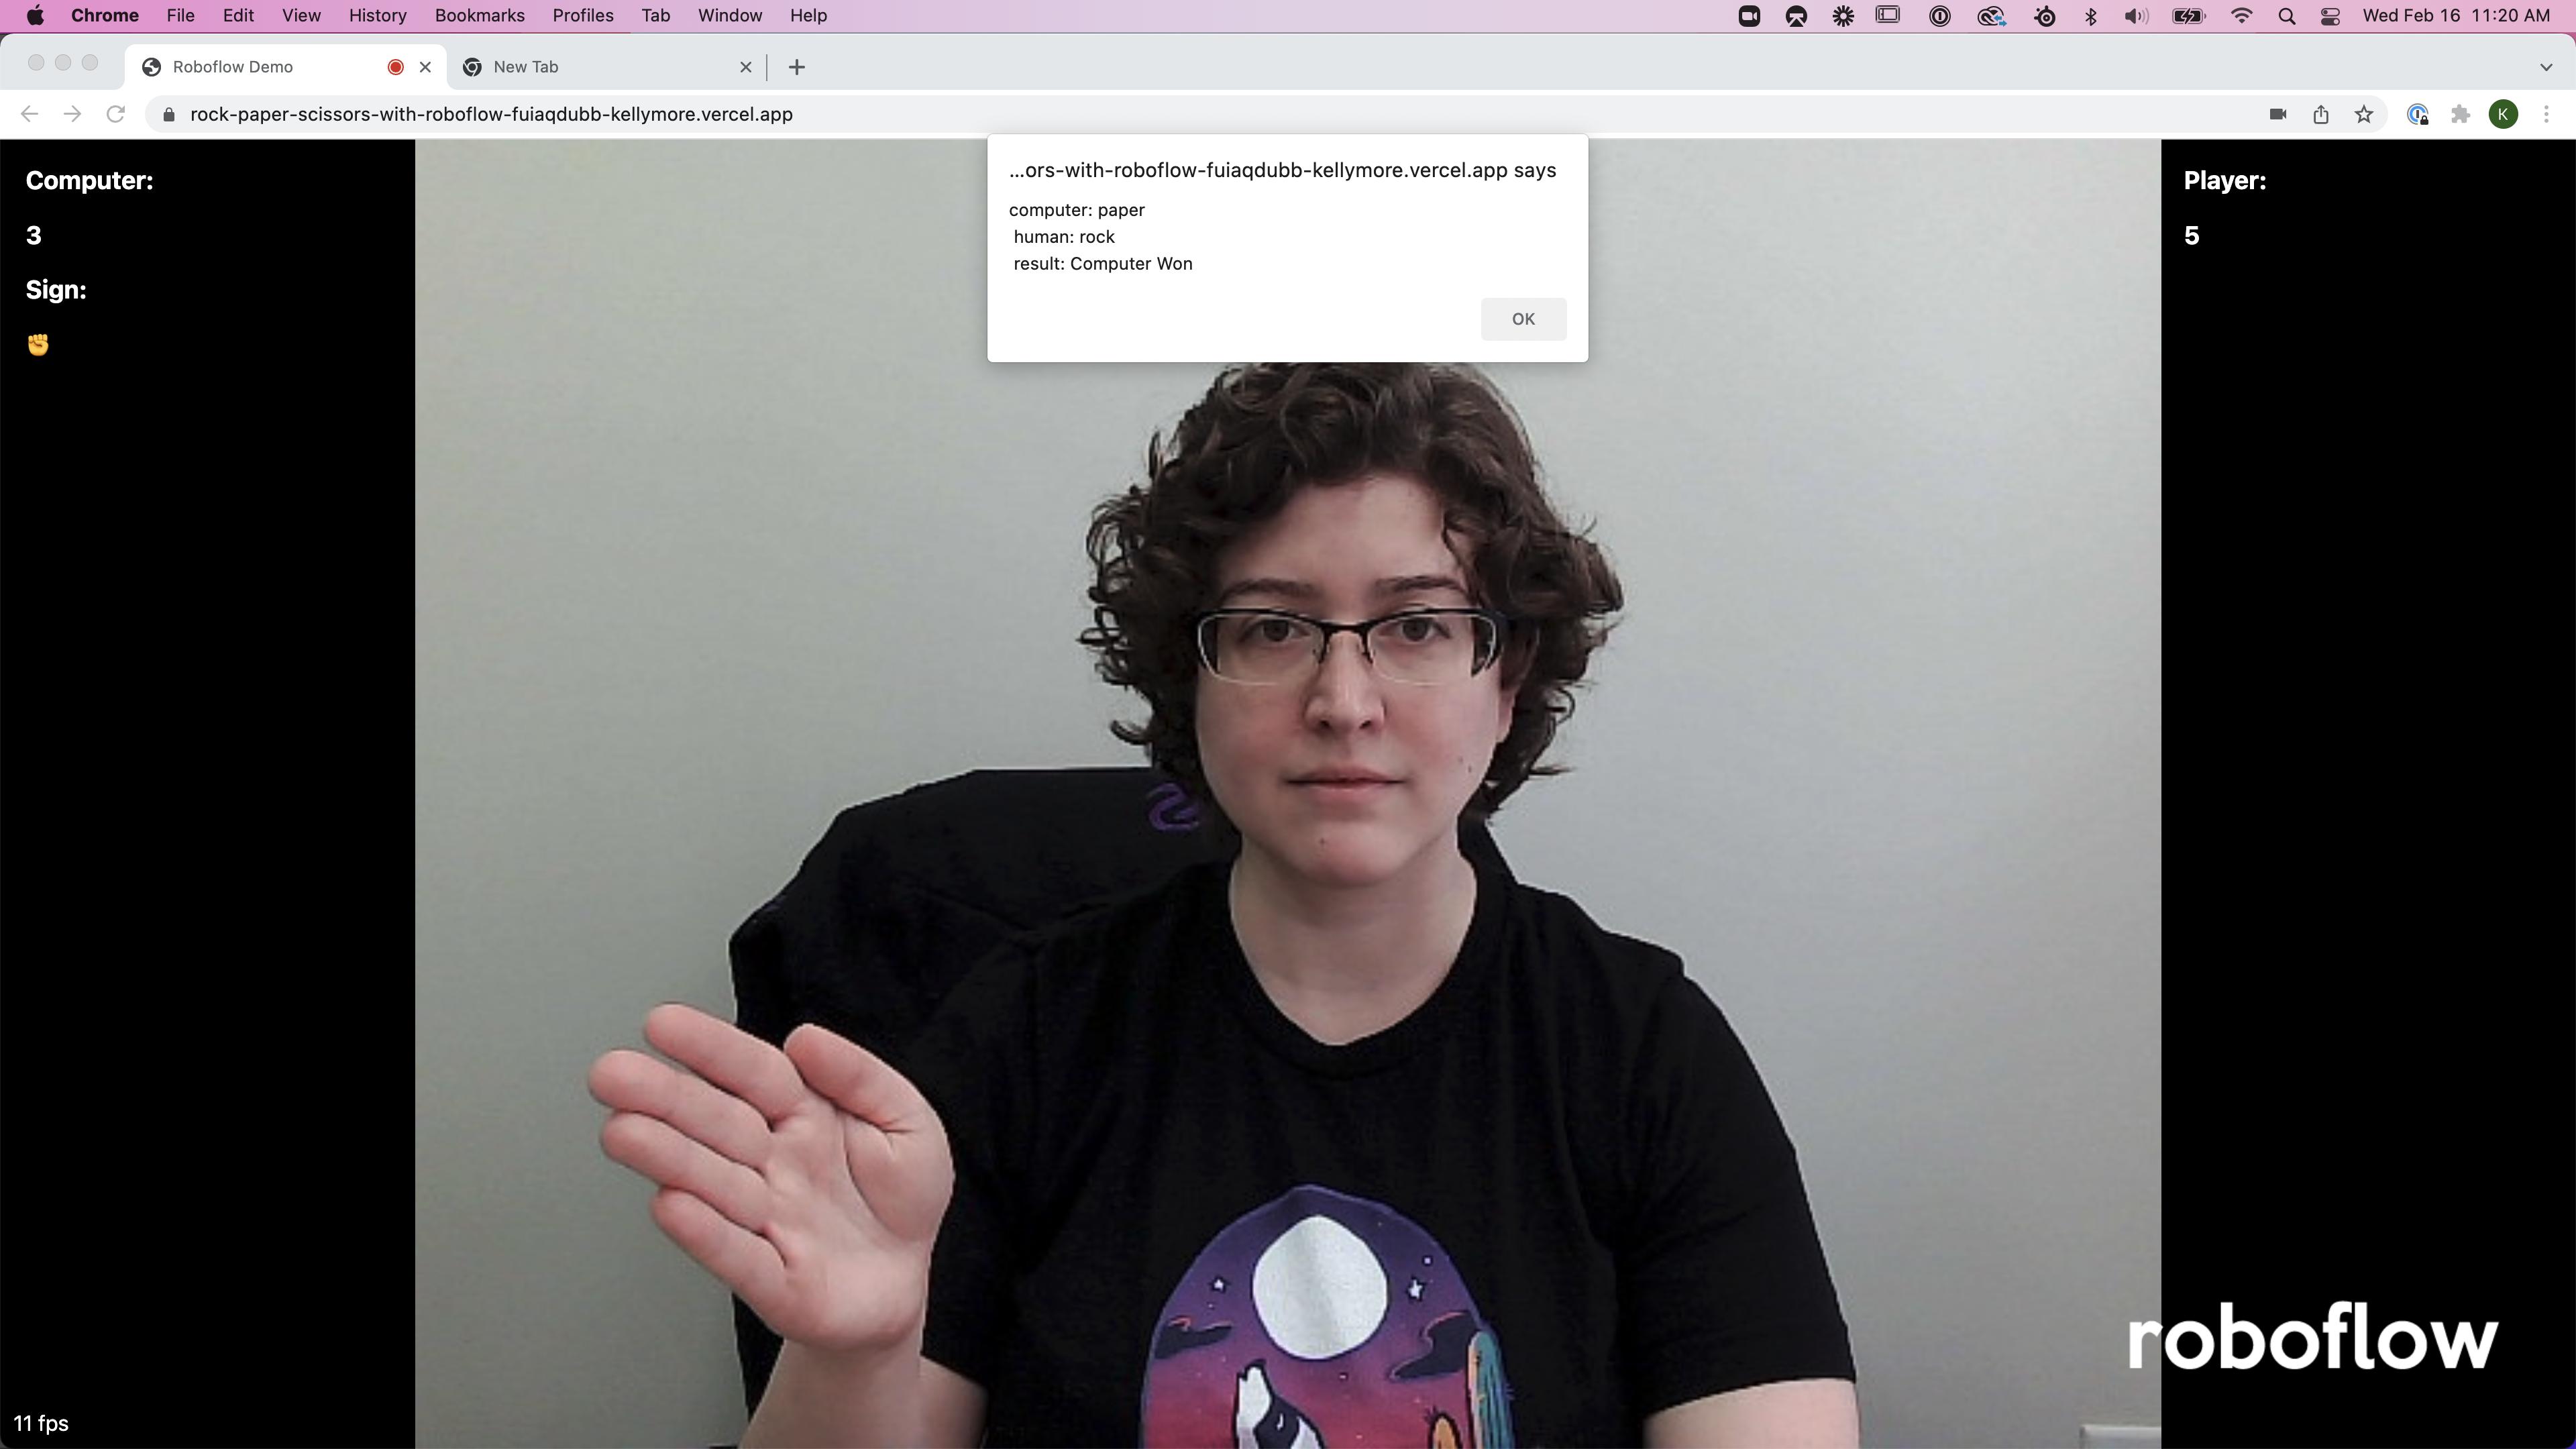 Chrome File Edit View History Bookmarks Profiles Tab Window Help Wed Feb 16 11:20 AM
Roboflow Demo New Tab
rock-paper-scissors-with-roboflow-fuiaqdubb-kellymore.vercel.app K
...ors-with-roboflow-fuiaqdubb-kellymore.vercel.app says
computer: paper
human: rock
result: Computer Won
OK
Computer:
3
Sign:
✊
Player:
5
roboflow
11 fps